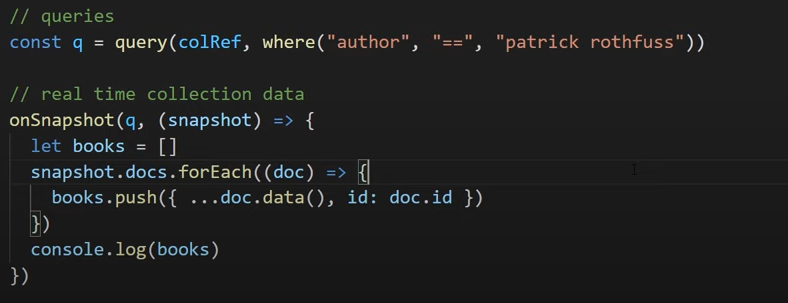 // queries
const q = query(colRef, where("author", "==", "patrick rothfuss"))
// real time collection data
onSnapshot(q, (snapshot) => {
let books = []
snapshot.docs.forEach((doc) => {
books.push({ ...doc.data(), id: doc.id })
})
console.log(books)
})